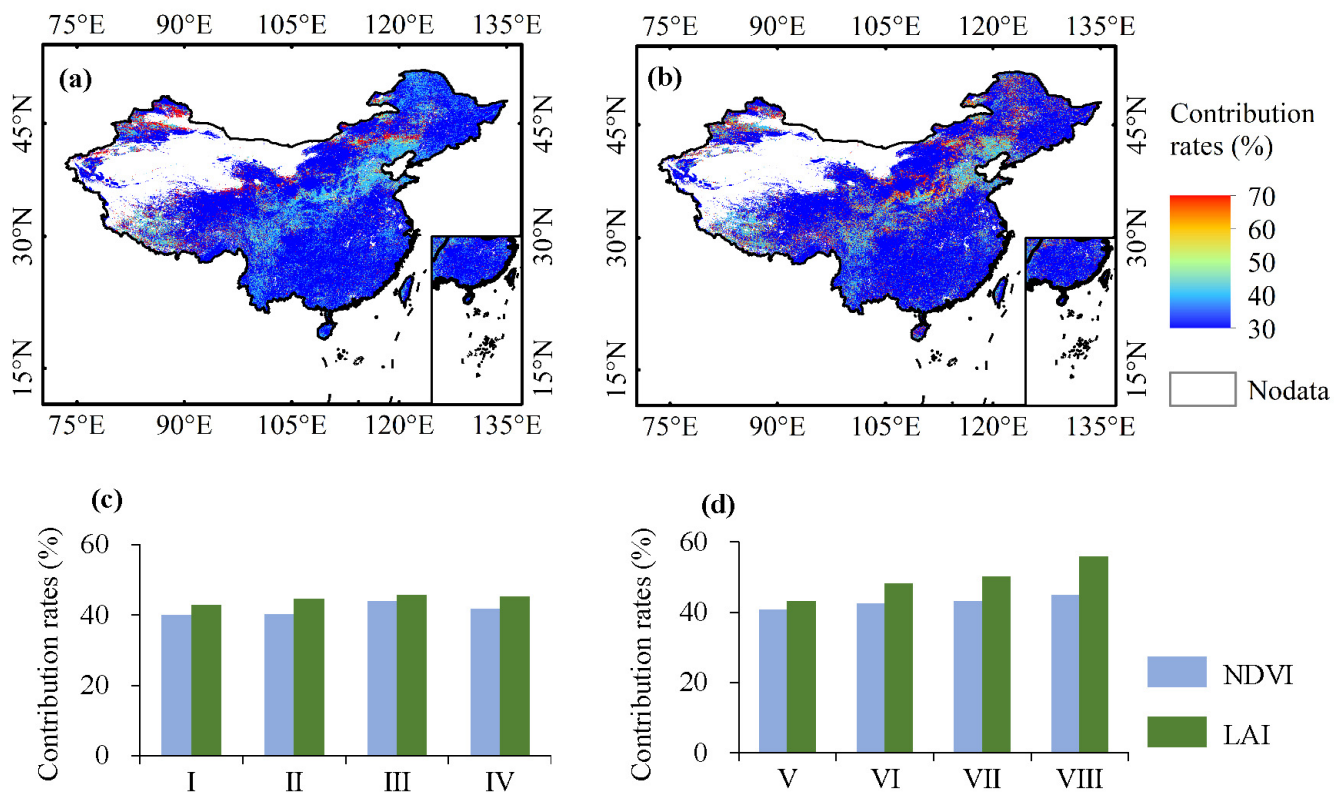 75°E 90°E 105°E 120°E 135°E
75°E 90°E 105°E 120°E 135°E
(a)
(b)
45°N
30°N
15°N
45°N
30°N
15°N
45°N
30°N
15°N
75°E 90°E 105°E 120°E 135°E
75°E 90°E 105°E 120°E 135°E
Contribution
rates (%)
70
60
50
40
30
Nodata
(c)
Contribution rates (%)
60
40
20
0
I II III IV
(d)
Contribution rates (%)
60
40
20
0
V VI VII VIII
NDVI
LAI